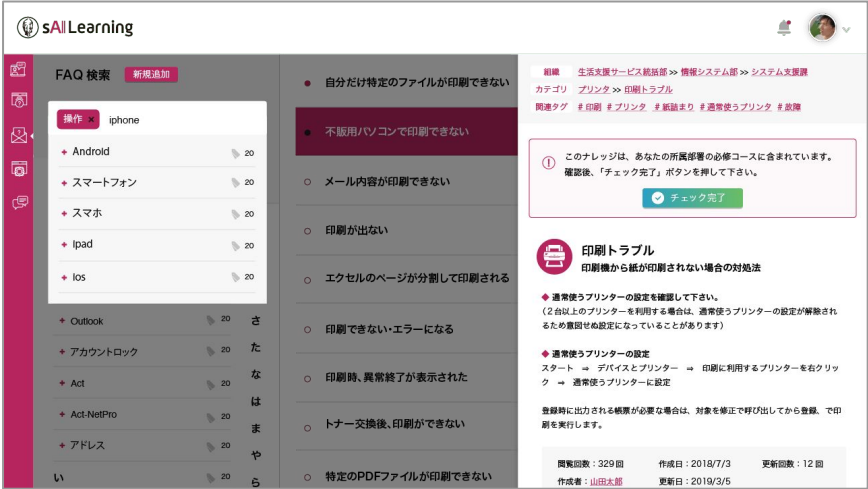 sAI Learning
FAQ 検索 新規追加
操作 × iphone
Android 20
スマートフォン 20
スマホ 20
Ipad 20
Ios 20
Outlook 20
アカウントロック 20
Act 20
Act-NetPro 20
アドレス 20
い 20
さ
た
な
は
ま
や
ら
自分だけ特定のファイルが印刷できない
不販用パソコンで印刷できない
メール内容が印刷できない
印刷が出ない
エクセルのページが分割して印刷される
印刷できない・エラーになる
印刷時、異常終了が表示された
トナー交換後、印刷ができない
特定のPDFファイルが印刷できない
組織 生活支援サービス統括部 >> 情報システム部 >> システム支援課
カテゴリ プリンタ >> 印刷トラブル
関連タグ # 印刷 # プリンタ # 紙詰まり # 通常使うプリンタ # 故障
このナレッジは、あなたの所属部署の必修コースに含まれています。
確認後、「チェック完了」ボタンを押して下さい。
チェック完了
印刷トラブル
印刷機から紙が印刷されない場合の対処法
◆ 通常使うプリンターの設定を確認して下さい。
(2台以上のプリンターを利用する場合は、通常使うプリンターの設定が解除され
るため意図せぬ設定になっていることがあります)
◆ 通常使うプリンターの設定
スタート ⇒ デバイスとプリンター ⇒ 印刷に利用するプリンターを右クリッ
ク ⇒ 通常使うプリンターに設定
登録時に出力される帳票が必要な場合は、対象を修正で呼び出してから登録、で印
刷を実行します。
閲覧回数:329回 作成日:2018/7/3 更新回数:12回
作成者:山田太郎 更新日:2019/3/5